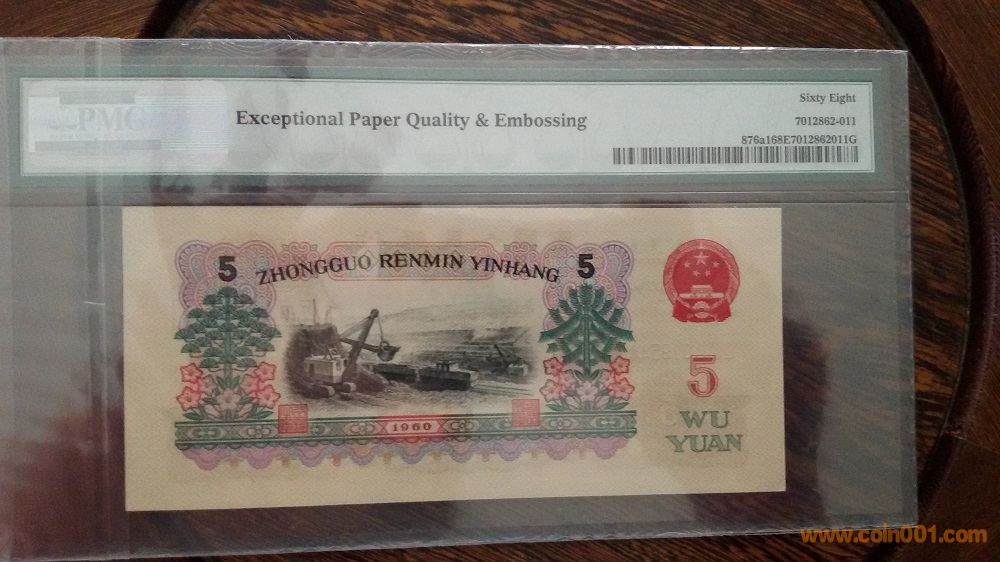 PMG
Exceptional Paper Quality & Embossing
Sixty Eight
7012862-011
876a168E7012862011G
5 ZHONGGUO RENMIN YINHANG 5
5
WU
YUAN
1960
www.coin001.com